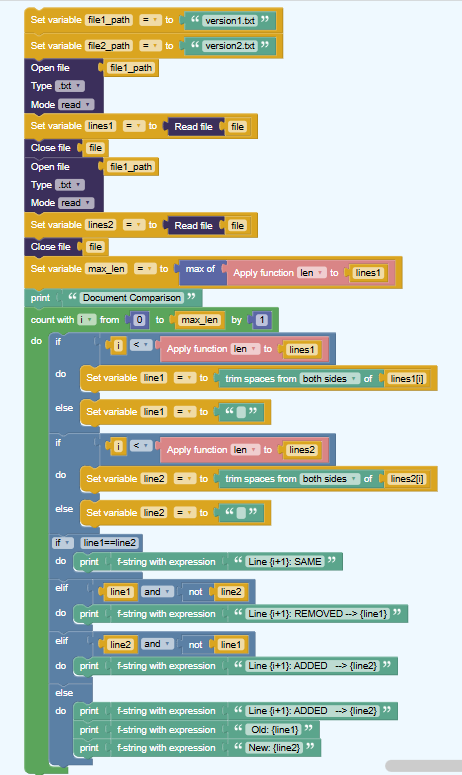 Set variable file1_path = to “ version1.txt ”
Set variable file2_path = to “ version2.txt ”
Open file file1_path
Type .txt
Mode read
Set variable lines1 = to Read file file
Close file file
Open file file1_path
Type .txt
Mode read
Set variable lines2 = to Read file file
Close file file
Set variable max_len = to max of Apply function len to lines1
print “ Document Comparison ”
count with i from 0 to max_len by 1
do if i < Apply function len to lines1
do Set variable line1 = to trim spaces from both sides of lines1[i]
else Set variable line1 = to “ ”
if i < Apply function len to lines2
do Set variable line2 = to trim spaces from both sides of lines2[i]
else Set variable line2 = to “ ”
if line1==line2
do print f-string with expression “ Line {i+1}: SAME ”
elif line1 and not line2
do print f-string with expression “ Line {i+1}: REMOVED --> {line1} ”
elif line2 and not line1
do print f-string with expression “ Line {i+1}: ADDED --> {line2} ”
else
do print f-string with expression “ Line {i+1}: ADDED --> {line2} ”
print f-string with expression “ Old: {line1} ”
print f-string with expression “ New: {line2} ”